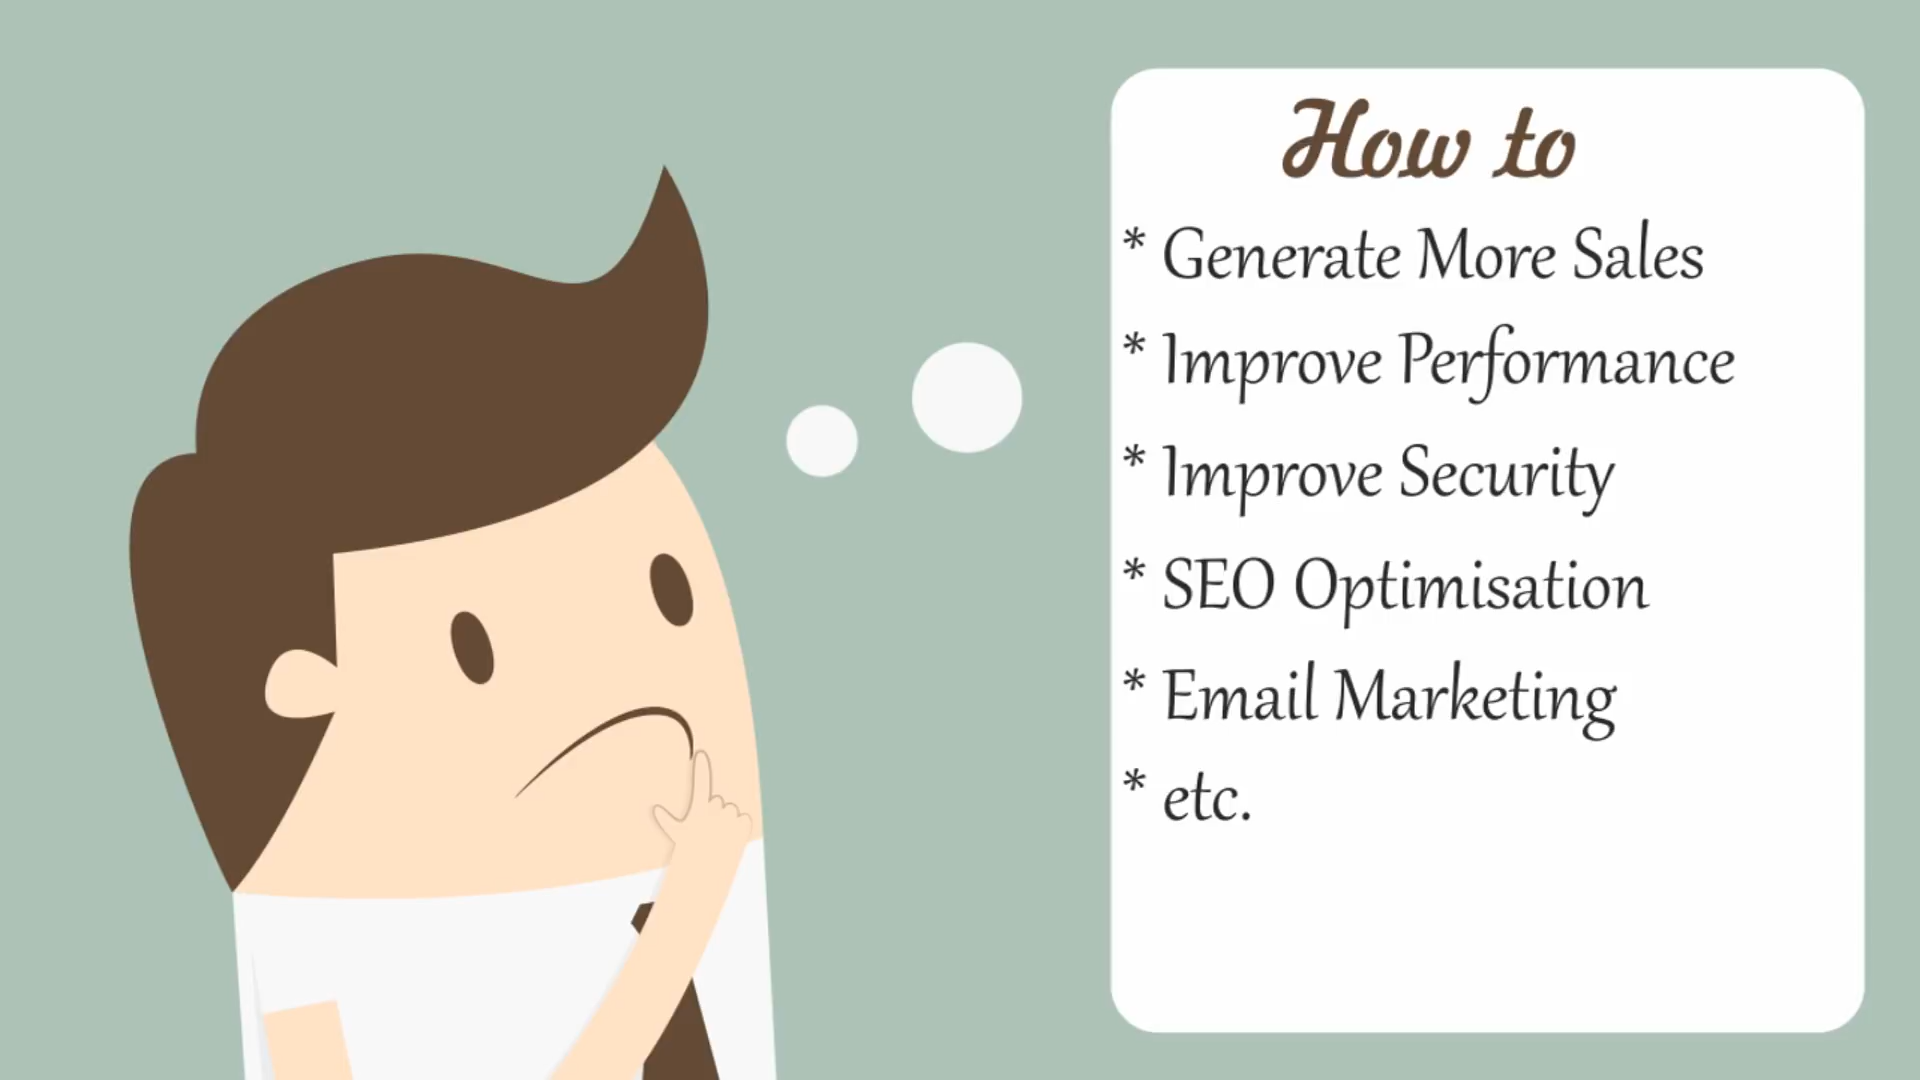 How to
* Generate More Sales
* Improve Performance
* Improve Security
* SEO Optimisation
* Email Marketing
* etc.